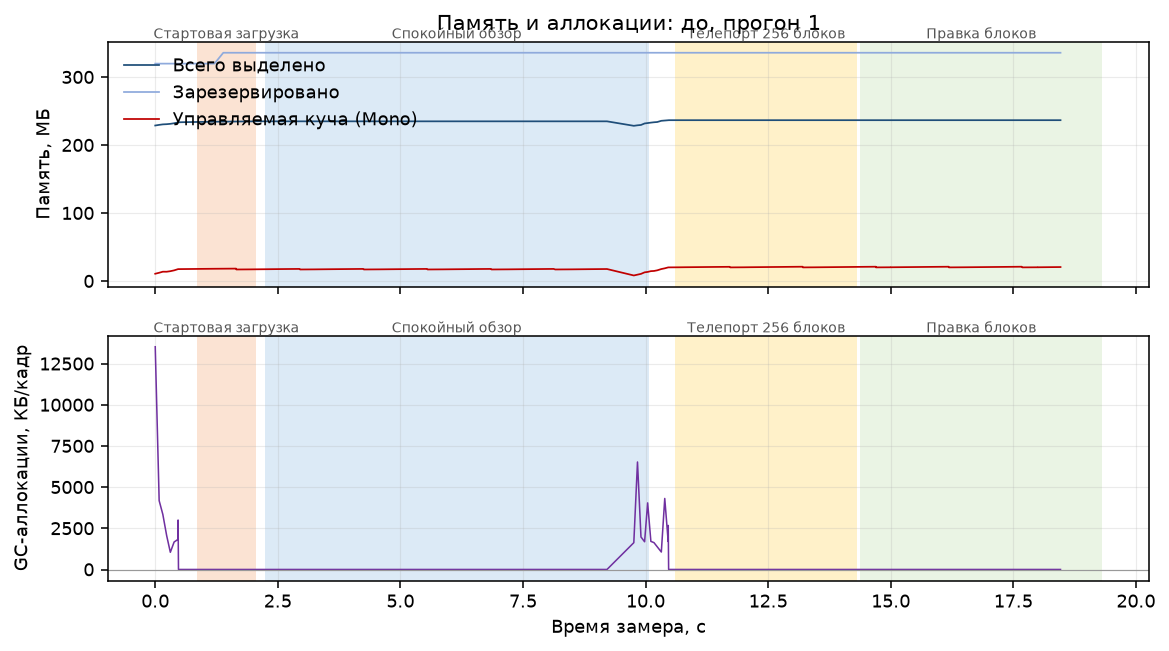 Память и аллокации: до, прогон 1
Стартовая загрузка Спокойный обзор Телепорт 256 блоков Правка блоков
Всего выделено
Зарезервировано
Управляемая куча (Mono)
Память, МБ
300
200
100
0
Стартовая загрузка Спокойный обзор Телепорт 256 блоков Правка блоков
GC-аллокации, КБ/кадр
12500
10000
7500
5000
2500
0
0.0 2.5 5.0 7.5 10.0 12.5 15.0 17.5 20.0
Время замера, с